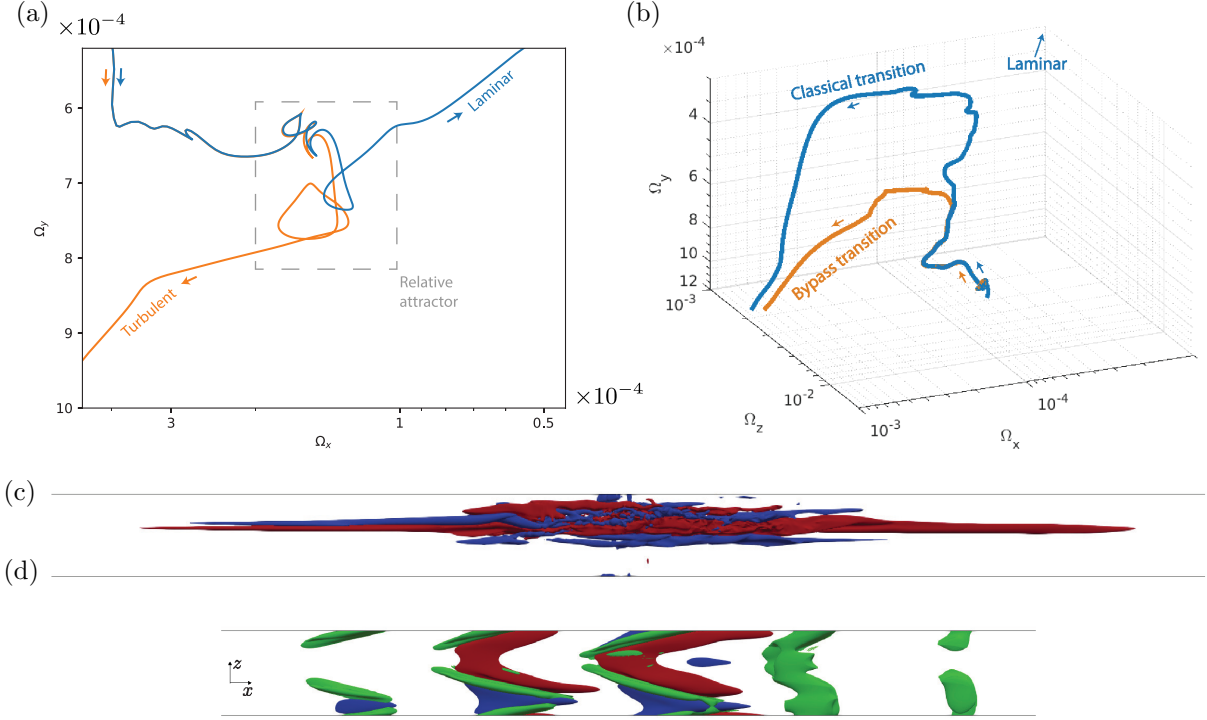 (a)
×10⁻⁴
6
7
8
9
10
Ω_y
3
1
0.5
Ω_x
×10⁻⁴
Laminar
Relative
attractor
Turbulent
(b)
×10⁻⁴
4
6
8
10
12
Ω_y
10⁻³
10⁻²
Ω_z
10⁻³
10⁻⁴
Ω_x
Classical transition
Laminar
Bypass transition
(c)
(d)
z
x